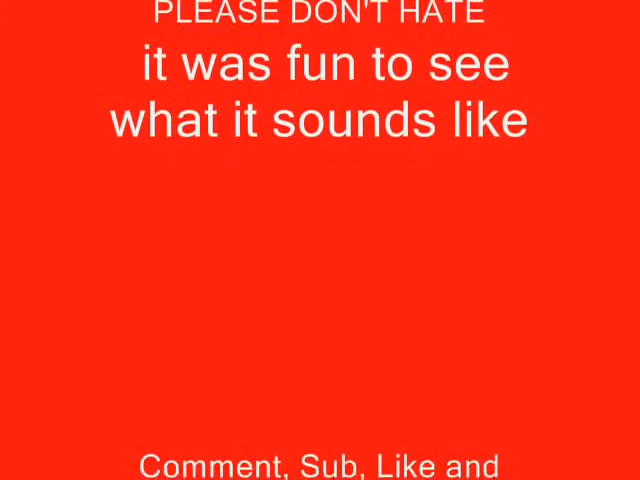 PLEASE DON'T HATE
it was fun to see
what it sounds like
Comment, Sub, Like and